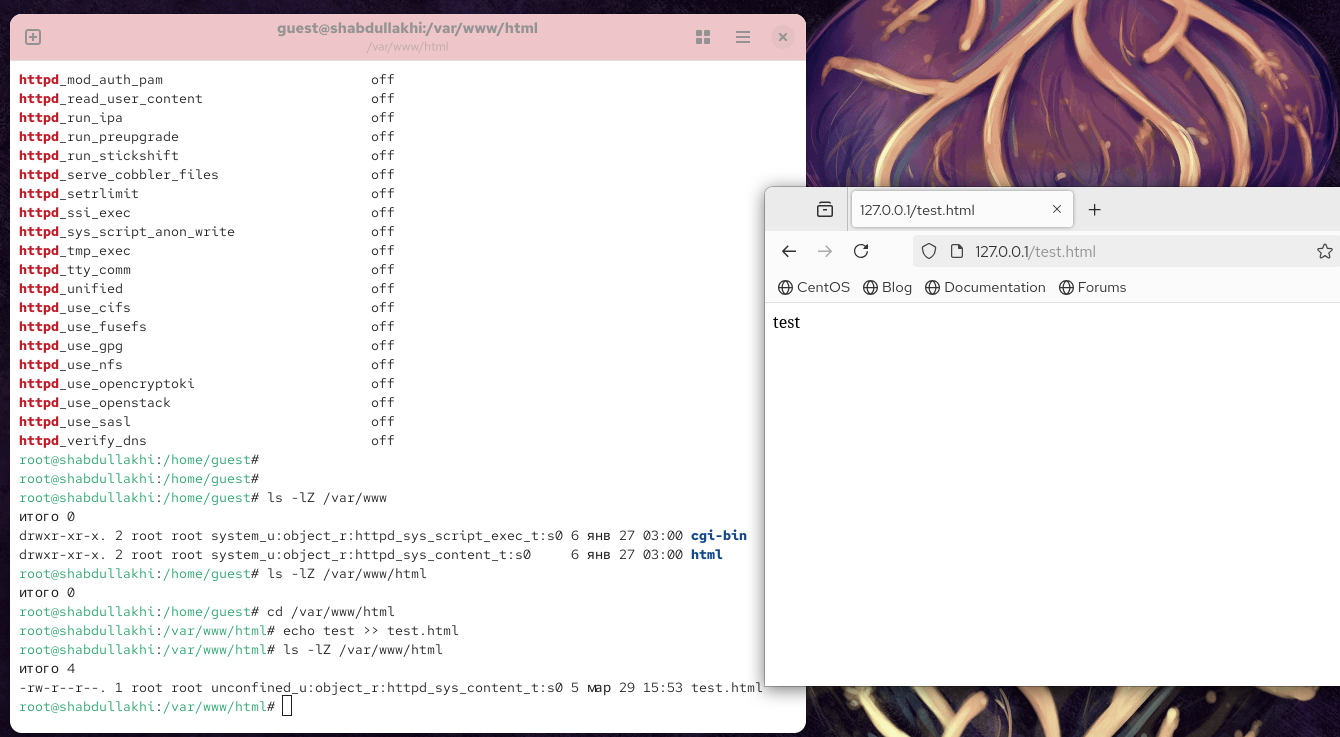 guest@shabdullakhi:/var/www/html
/var/www/html
httpd_mod_auth_pam off
httpd_read_user_content off
httpd_run_ipa off
httpd_run_preupgrade off
httpd_run_stickshift off
httpd_serve_cobbler_files off
httpd_setrlimit off
httpd_ssi_exec off
httpd_sys_script_anon_write off
httpd_tmp_exec off
httpd_tty_comm off
httpd_unified off
httpd_use_cifs off
httpd_use_fusefs off
httpd_use_gpg off
httpd_use_nfs off
httpd_use_opencryptoki off
httpd_use_openstack off
httpd_use_sasl off
httpd_verify_dns off
root@shabdullakhi:/home/guest#
root@shabdullakhi:/home/guest#
root@shabdullakhi:/home/guest# ls -lZ /var/www
итого 0
drwxr-xr-x. 2 root root system_u:object_r:httpd_sys_script_exec_t:s0 6 янв 27 03:00 cgi-bin
drwxr-xr-x. 2 root root system_u:object_r:httpd_sys_content_t:s0 6 янв 27 03:00 html
root@shabdullakhi:/home/guest# ls -lZ /var/www/html
итого 0
root@shabdullakhi:/home/guest# cd /var/www/html
root@shabdullakhi:/var/www/html# echo test >> test.html
root@shabdullakhi:/var/www/html# ls -lZ /var/www/html
итого 4
-rw-r--r--. 1 root root unconfined_u:object_r:httpd_sys_content_t:s0 5 мар 29 15:53 test.html
root@shabdullakhi:/var/www/html#
127.0.0.1/test.html
127.0.0.1/test.html
CentOS Blog Documentation Forums
test